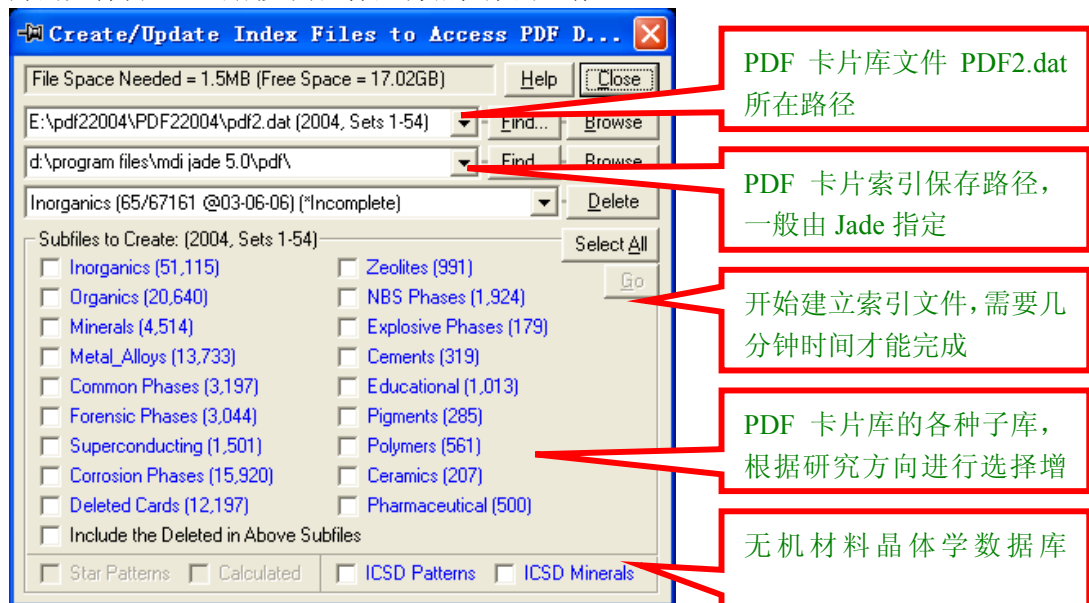 Create/Update Index Files to Access PDF D...
File Space Needed = 1.5MB (Free Space = 17.02GB)
Help
Close
E:\pdf22004\PDF22004\pdf2.dat (2004, Sets 1-54)
Find...
Browse
d:\program files\mdi jade 5.0\pdf\
Find
Browse
Inorganics (65/67161 @03-06-06) (*Incomplete)
Delete
Subfiles to Create: (2004, Sets 1-54)
Select All
Go
Inorganics (51,115)
Organics (20,640)
Minerals (4,514)
Metal_Alloys (13,733)
Common Phases (3,197)
Forensic Phases (3,044)
Superconducting (1,501)
Corrosion Phases (15,920)
Deleted Cards (12,197)
Zeolites (991)
NBS Phases (1,924)
Explosive Phases (179)
Cements (319)
Educational (1,013)
Pigments (285)
Polymers (561)
Ceramics (207)
Pharmaceutical (500)
Include the Deleted in Above Subfiles
Star Patterns
Calculated
ICSD Patterns
ICSD Minerals
PDF 卡片库文件 PDF2.dat
所在路径
PDF 卡片索引保存路径，
一般由 Jade 指定
开始建立索引文件，需要几
分钟时间才能完成
PDF 卡片库的各种子库，
根据研究方向进行选择增
无机材料晶体学数据库